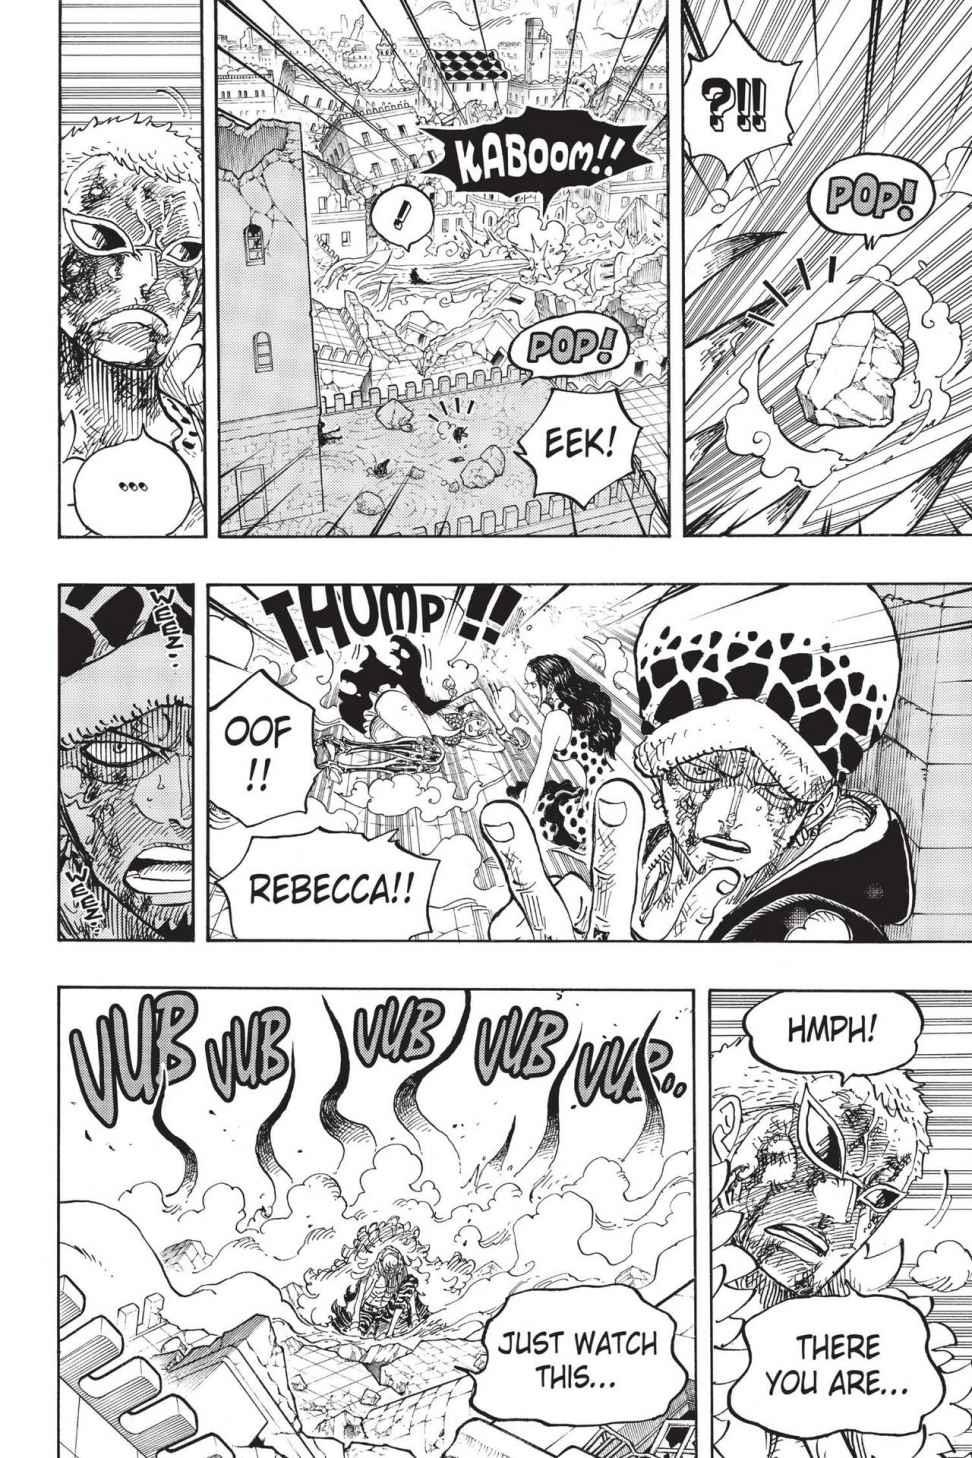 ?!!
POP!
KABOOM!!
!
POP!
EEK!
...
THUMP!!
OOF
!!
REBECCA!!
WEEZ..
WEEZ..
HMPH!
THERE
YOU ARE...
VUB VUB VUB VUB VUB..
JUST WATCH
THIS...